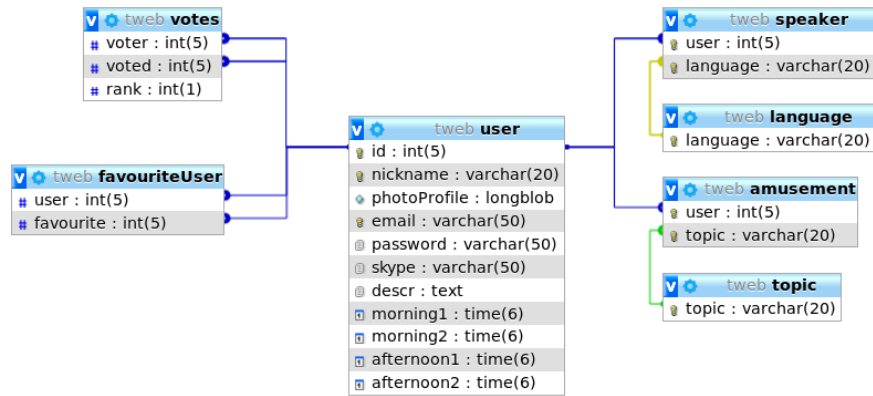 v tweb votes
# voter : int(5)
# voted : int(5)
# rank : int(1)
v tweb favouriteUser
# user : int(5)
# favourite : int(5)
v tweb user
id : int(5)
nickname : varchar(20)
photoProfile : longblob
email : varchar(50)
password : varchar(50)
skype : varchar(50)
descr : text
morning1 : time(6)
morning2 : time(6)
afternoon1 : time(6)
afternoon2 : time(6)
v tweb speaker
user : int(5)
language : varchar(20)
v tweb language
language : varchar(20)
v tweb amusement
user : int(5)
topic : varchar(20)
v tweb topic
topic : varchar(20)